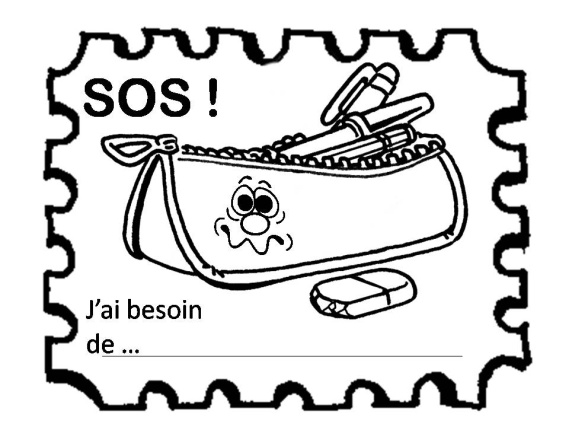 SOS !
J’ai besoin
de ...